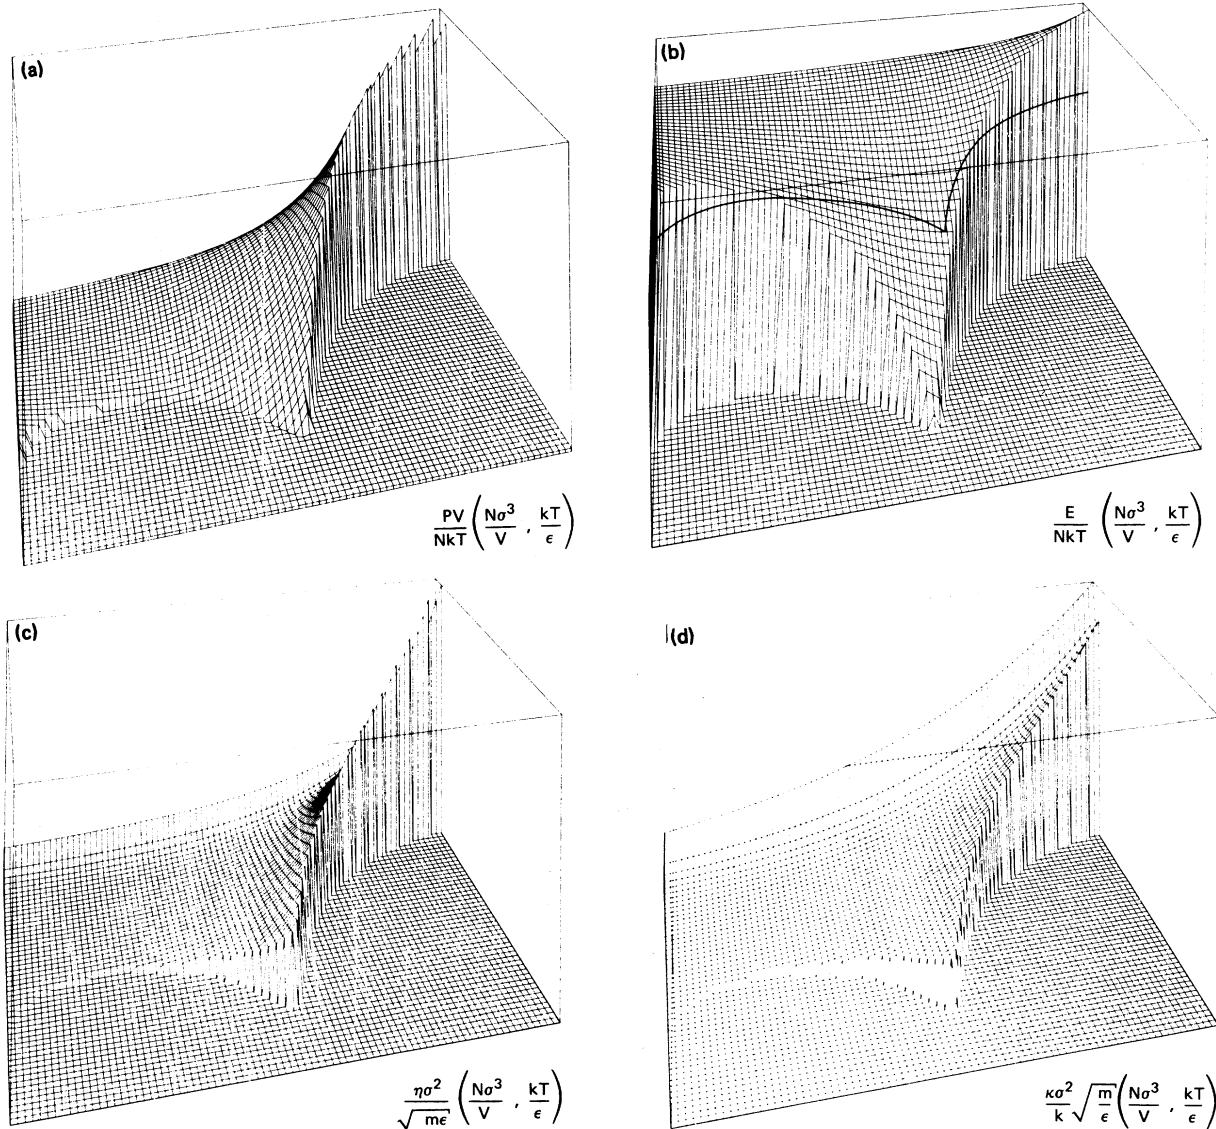 (a)
PV/NkT (Nσ³/V , kT/ϵ)
(b)
E/NkT (Nσ³/V , kT/ϵ)
(c)
ησ²/√mϵ (Nσ³/V , kT/ϵ)
(d)
κσ²/k √m/ϵ (Nσ³/V , kT/ϵ)